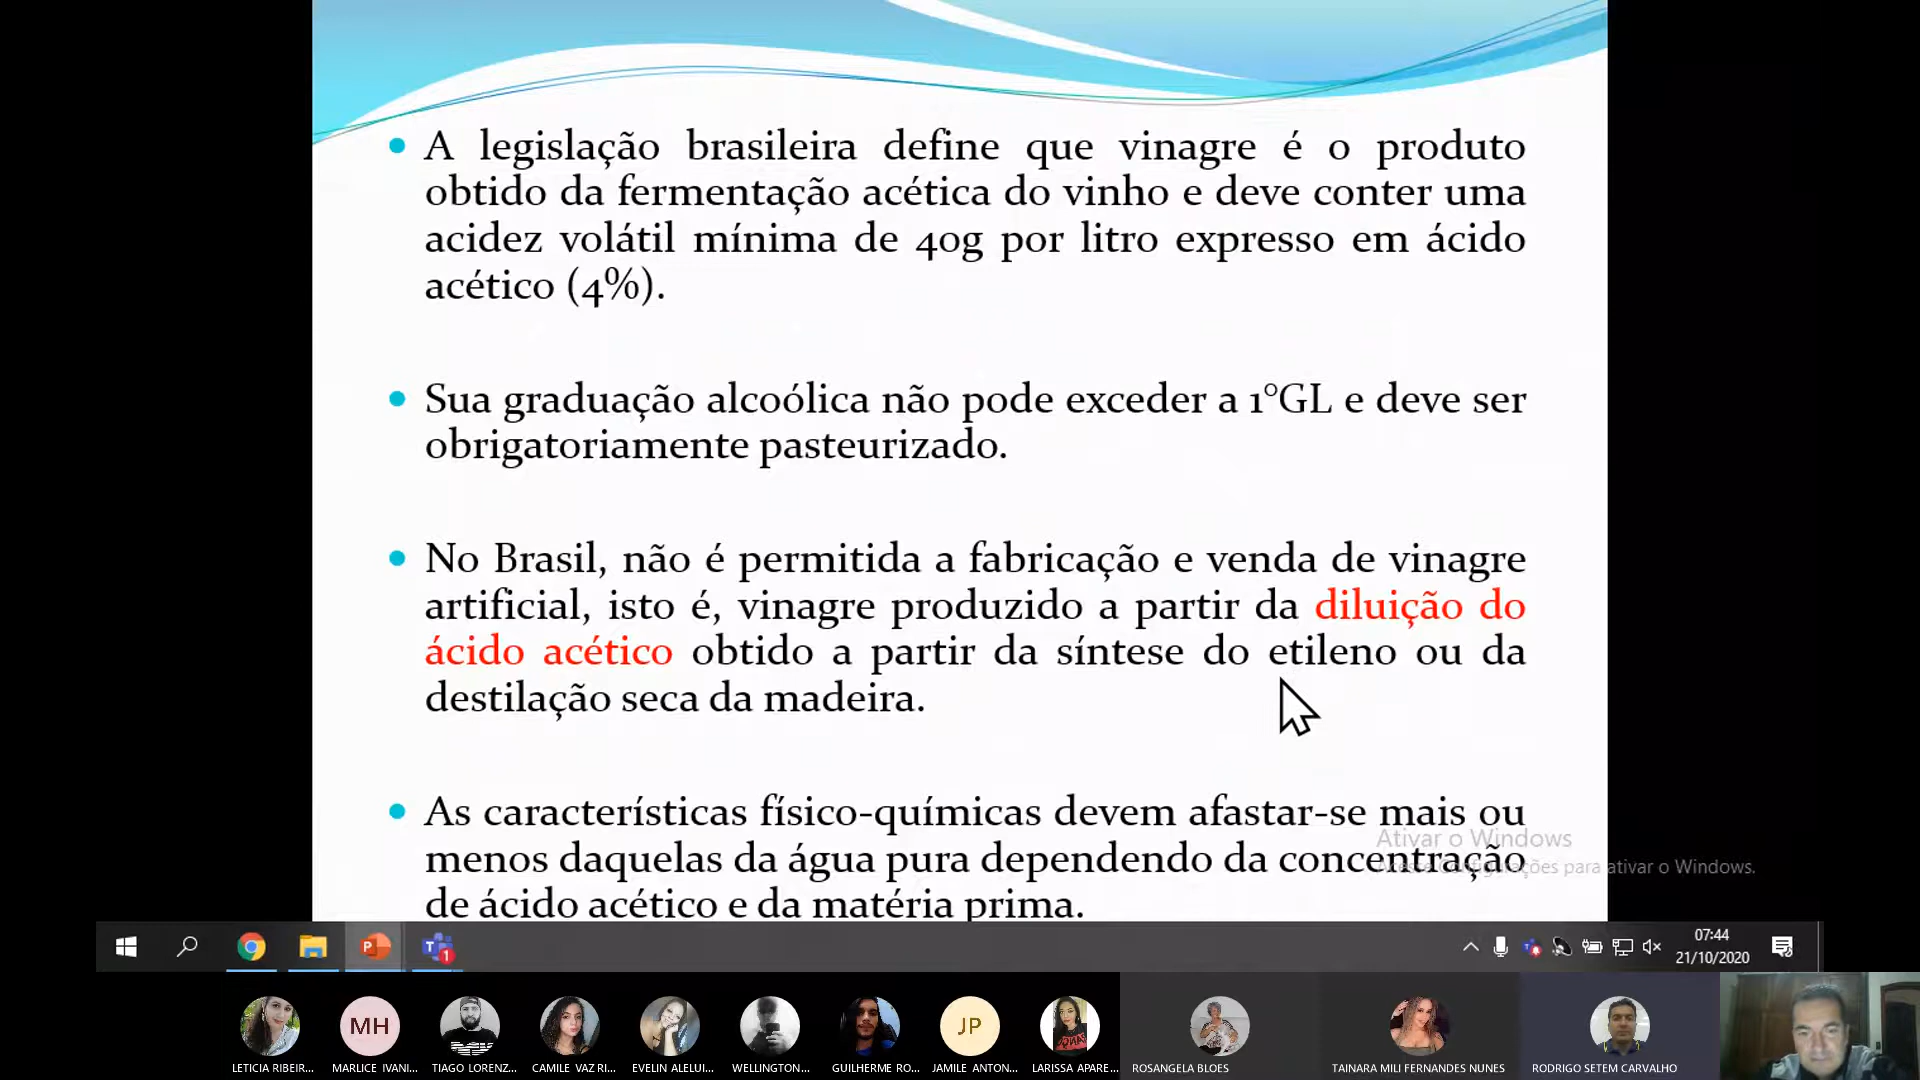 A legislação brasileira define que vinagre é o produto
obtido da fermentação acética do vinho e deve conter uma
acidez volátil mínima de 40g por litro expresso em ácido
acético (4%).
Sua graduação alcoólica não pode exceder a 1°GL e deve ser
obrigatoriamente pasteurizado.
No Brasil, não é permitida a fabricação e venda de vinagre
artificial, isto é, vinagre produzido a partir da diluição do
ácido acético obtido a partir da síntese do etileno ou da
destilação seca da madeira.
As características físico-químicas devem afastar-se mais ou
menos daquelas da água pura dependendo da concentração
de ácido acético e da matéria prima.
Ativar o Windows
Acesse Configurações para ativar o Windows.
07:44
21/10/2020
MH
JP
LETICIA RIBEIR...
MARLICE IVANI...
TIAGO LORENZ...
CAMILE VAZ RI...
EVELIN ALELUI...
WELLINGTON...
GUILHERME RO...
JAMILE ANTON...
LARISSA APARE...
ROSANGELA BLOES
TAINARA MILI FERNANDES NUNES
RODRIGO SETEM CARVALHO